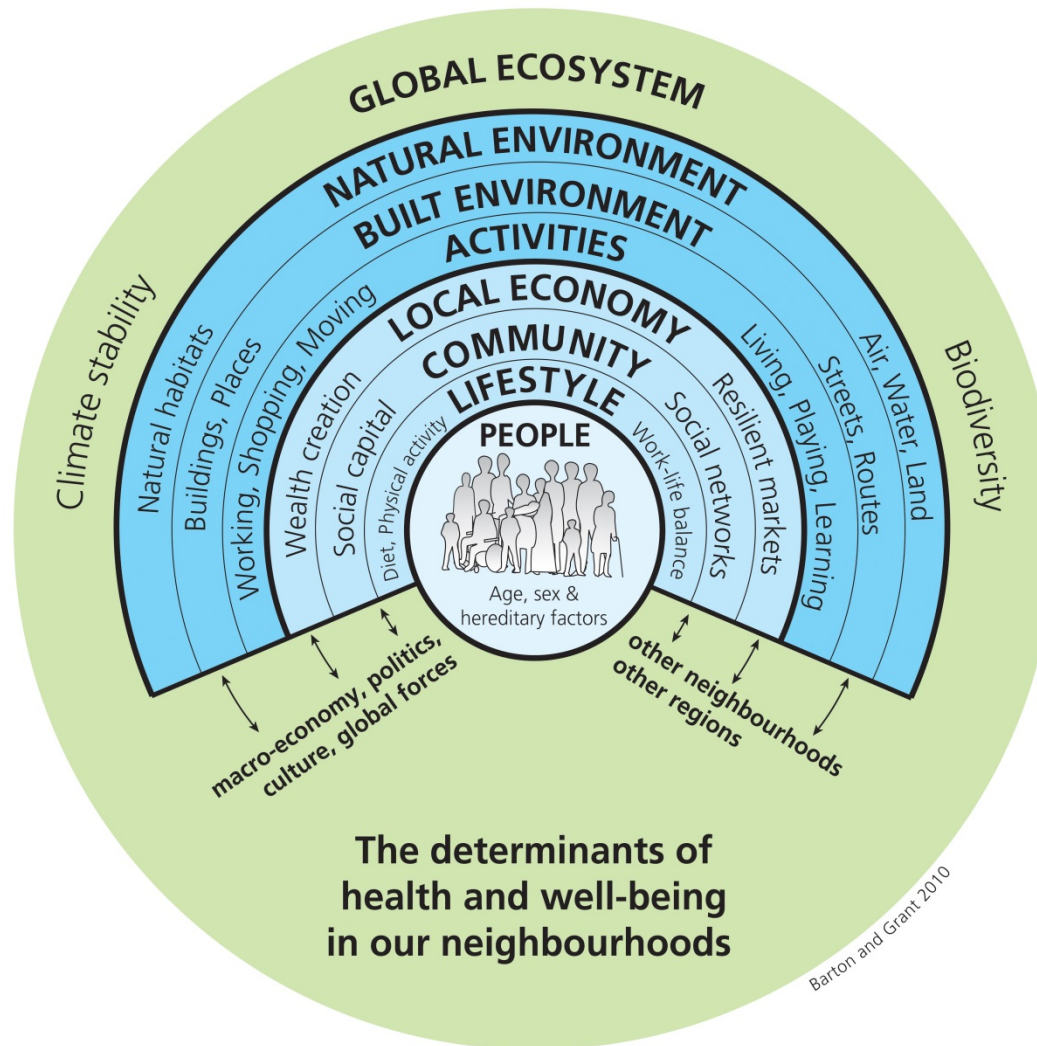 GLOBAL ECOSYSTEM
NATURAL ENVIRONMENT
BUILT ENVIRONMENT
ACTIVITIES
LOCAL ECONOMY
COMMUNITY
LIFESTYLE
PEOPLE
Age, sex &
hereditary factors
Climate stability
Natural habitats
Buildings, Places
Working, Shopping, Moving
Wealth creation
Social capital
Diet, Physical activity
Work-life balance
Social networks
Resilient markets
Living, Playing, Learning
Streets, Routes
Air, Water, Land
Biodiversity
macro-economy, politics,
culture, global forces
other neighbourhoods
other regions
The determinants of
health and well-being
in our neighbourhoods
Barton and Grant 2010